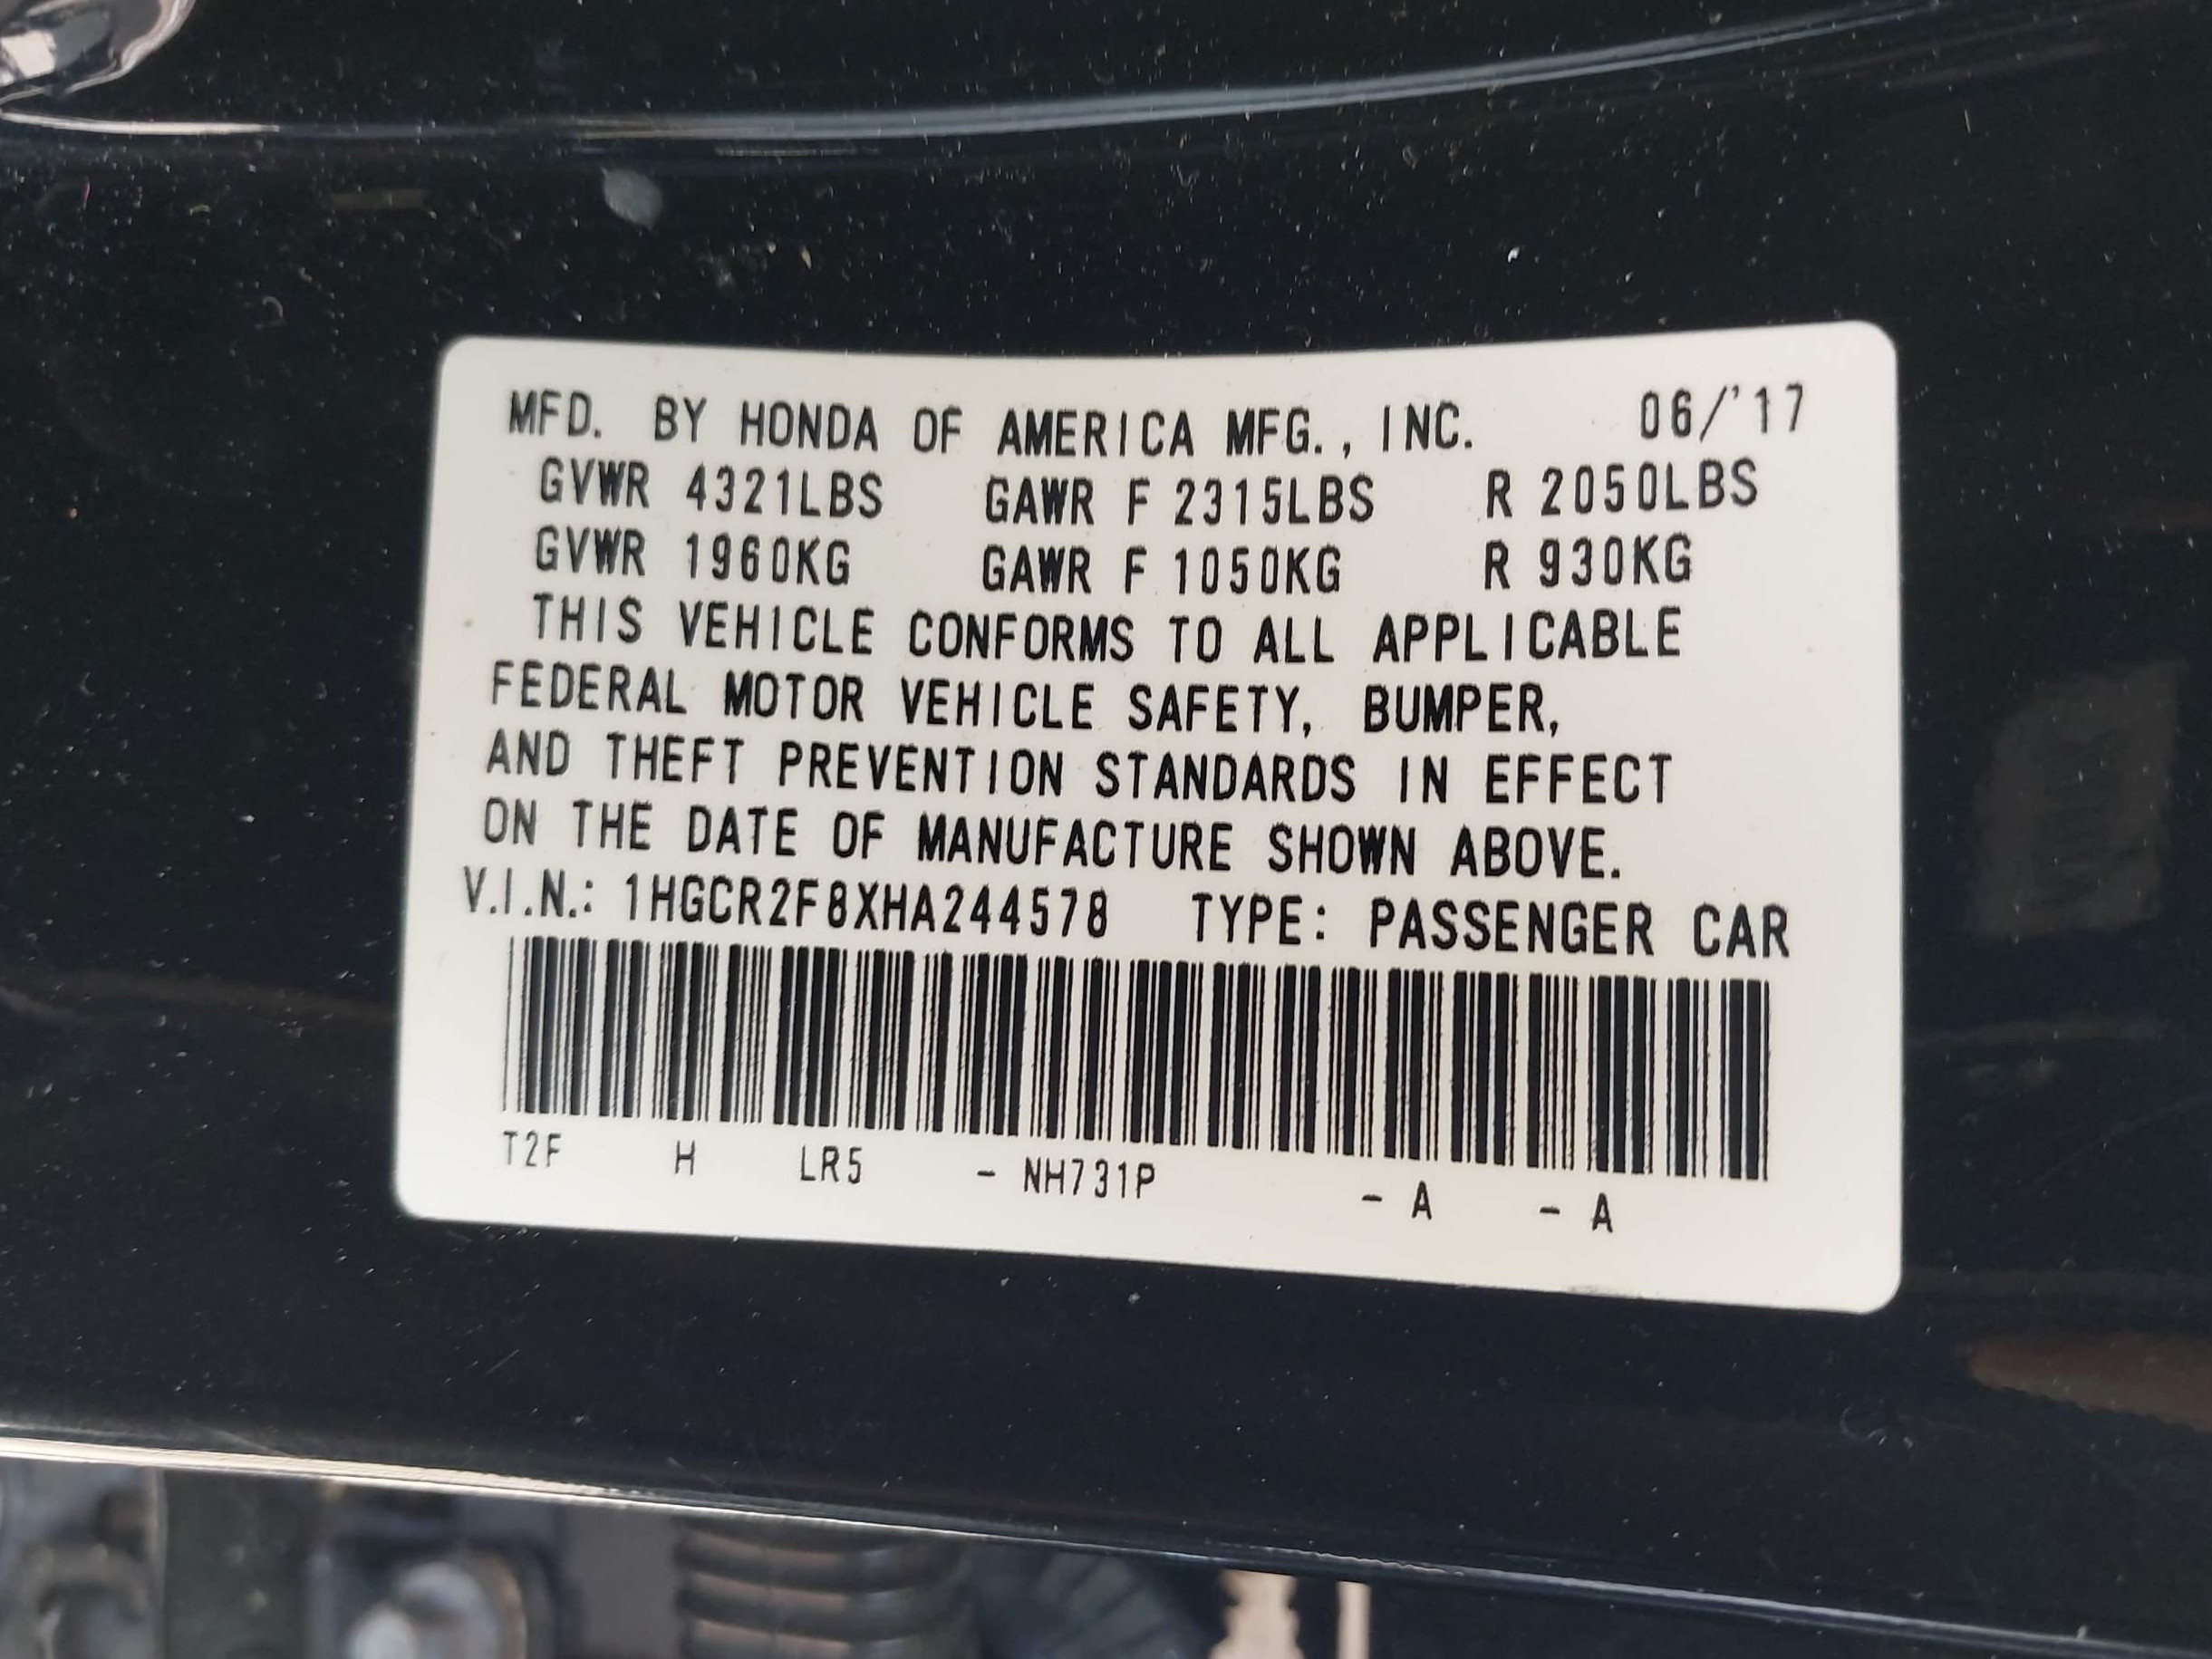 MFD. BY HONDA OF AMERICA MFG., INC. 06/'17
GVWR 4321LBS GAWR F 2315LBS R 2050LBS
GVWR 1960KG GAWR F 1050KG R 930KG
THIS VEHICLE CONFORMS TO ALL APPLICABLE
FEDERAL MOTOR VEHICLE SAFETY, BUMPER,
AND THEFT PREVENTION STANDARDS IN EFFECT
ON THE DATE OF MANUFACTURE SHOWN ABOVE.
V.I.N.: 1HGCR2F8XHA244578 TYPE: PASSENGER CAR
T2F H LR5 - NH731P - A - A